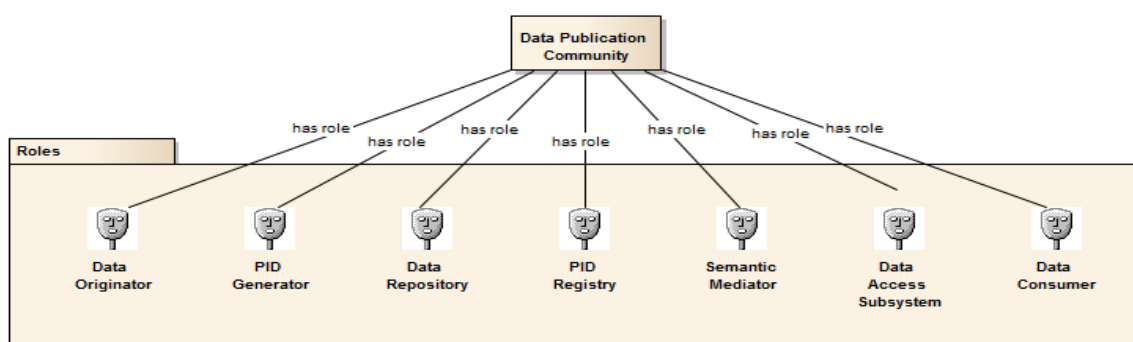 Data Publication
Community
has role
has role
has role
has role
has role
has role
has role
Roles
Data
Originator
PID
Generator
Data
Repository
PID
Registry
Semantic
Mediator
Data
Access
Subsystem
Data
Consumer